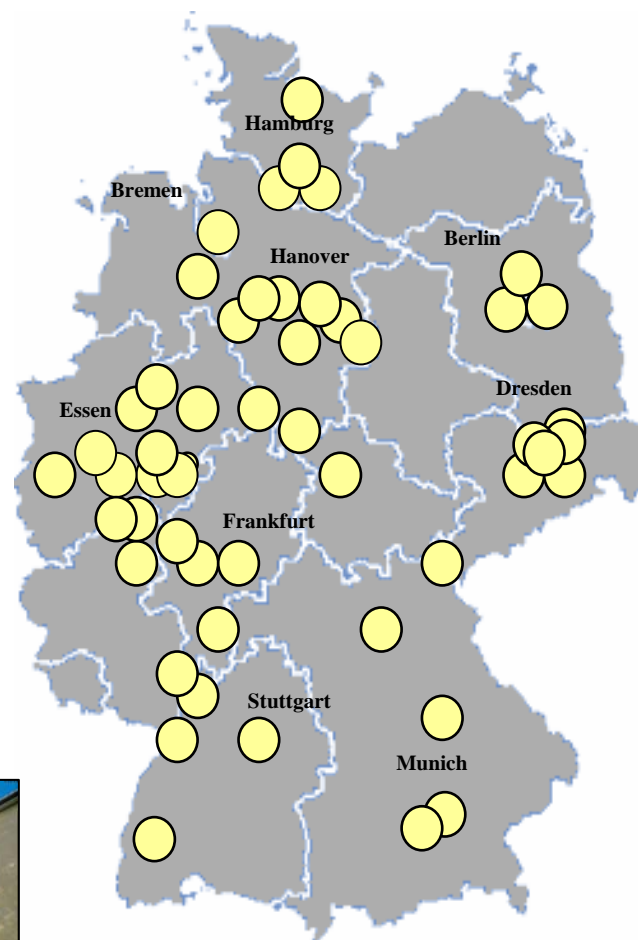 Hamburg
Bremen
Berlin
Hanover
Dresden
Essen
Frankfurt
Stuttgart
Munich